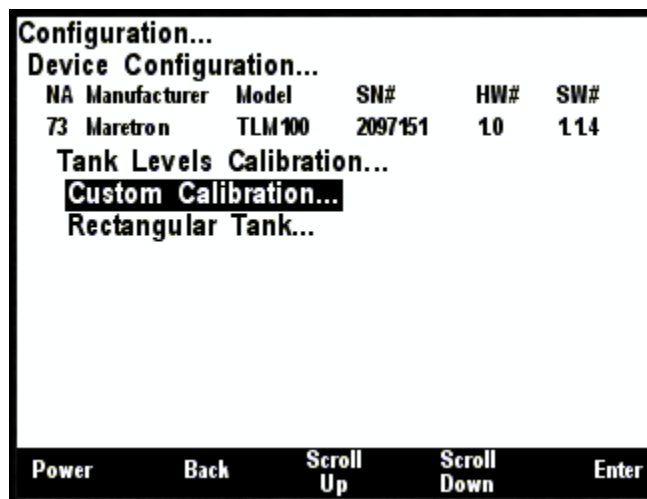 Configuration...
Device Configuration...
NA Manufacturer Model SN# HW# SW#
73 Maretron TLM100 2097151 1.0 1.1.4
Tank Levels Calibration...
Custom Calibration...
Rectangular Tank...
Power Back Scroll Up Scroll Down Enter